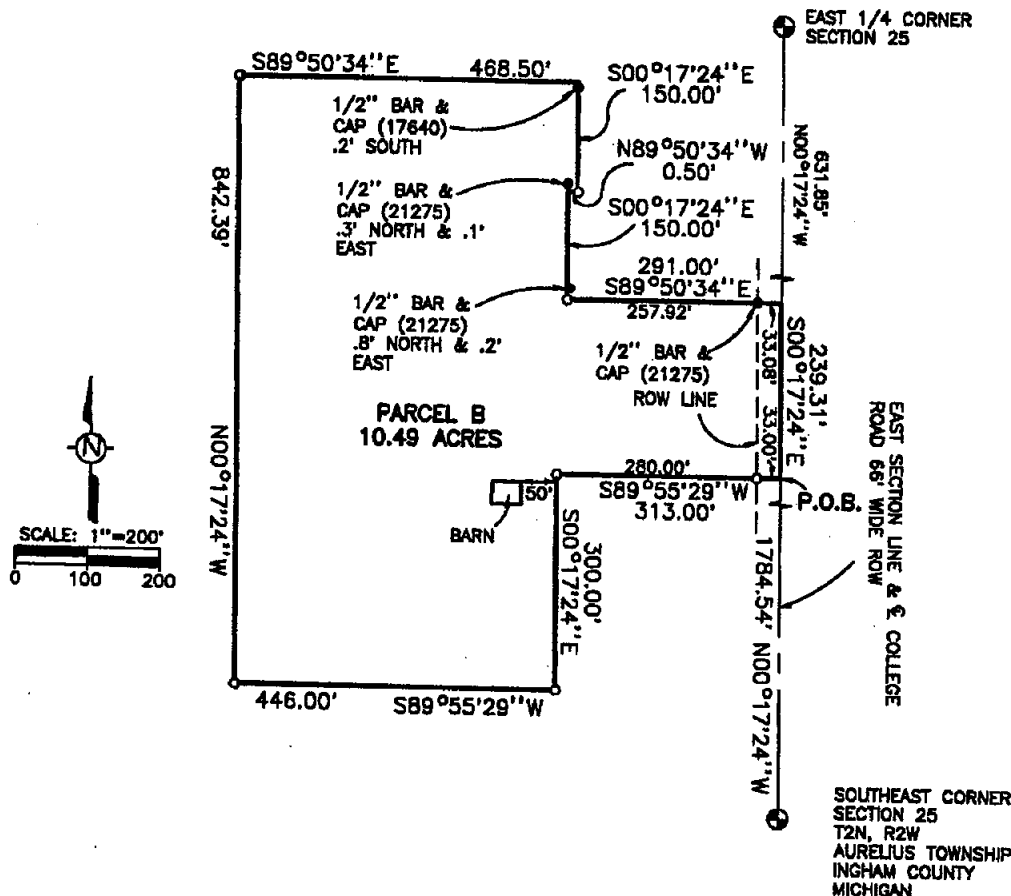 EAST 1/4 CORNER
SECTION 25
S89°50'34"E
468.50'
S00°17'24"E
150.00'
1/2" BAR &
CAP (17640)
.2' SOUTH
N89°50'34"W
0.50'
631.85'
N00°17'24"W
842.39'
1/2" BAR &
CAP (21275)
.3' NORTH & .1'
EAST
S00°17'24"E
150.00'
291.00'
S89°50'34"E
257.92'
1/2" BAR &
CAP (21275)
.8' NORTH & .2'
EAST
1/2" BAR &
CAP (21275)
ROW LINE
33.08'
33.00'
239.31'
S00°17'24"E
EAST SECTION LINE & ℄ COLLEGE
ROAD 66' WIDE ROW
PARCEL B
10.49 ACRES
N
N00°17'24"W
280.00'
S89°55'29"W
313.00'
P.O.B.
50'
BARN
SCALE: 1"=200'
0 100 200
300.00'
S00°17'24"E
1784.54' N00°17'24"W
446.00'
S89°55'29"W
SOUTHEAST CORNER
SECTION 25
T2N, R2W
AURELIUS TOWNSHIP
INGHAM COUNTY
MICHIGAN